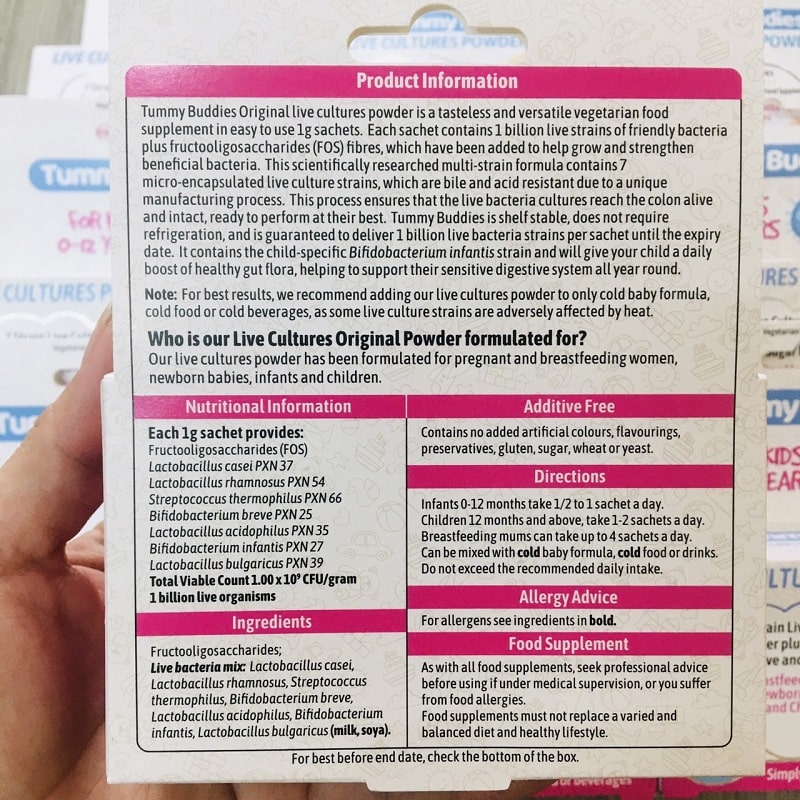 LIVE CULTURES POWDER
Product Information
Tummy Buddies Original live cultures powder is a tasteless and versatile vegetarian food
supplement in easy to use 1g sachets. Each sachet contains 1 billion live strains of friendly bacteria
plus fructooligosaccharides (FOS) fibres, which have been added to help grow and strengthen
beneficial bacteria. This scientifically researched multi-strain formula contains 7
micro-encapsulated live culture strains, which are bile and acid resistant due to a unique
manufacturing process. This process ensures that the live bacteria cultures reach the colon alive
and intact, ready to perform at their best. Tummy Buddies is shelf stable, does not require
refrigeration, and is guaranteed to deliver 1 billion live bacteria strains per sachet until the expiry
date. It contains the child-specific Bifidobacterium infantis strain and will give your child a daily
boost of healthy gut flora, helping to support their sensitive digestive system all year round.
Note: For best results, we recommend adding our live cultures powder to only cold baby formula,
cold food or cold beverages, as some live culture strains are adversely affected by heat.
Who is our Live Cultures Original Powder formulated for?
Our live cultures powder has been formulated for pregnant and breastfeeding women,
newborn babies, infants and children.
Nutritional Information
Each 1g sachet provides:
Fructooligosaccharides (FOS)
Lactobacillus casei PXN 37
Lactobacillus rhamnosus PXN 54
Streptococcus thermophilus PXN 66
Bifidobacterium breve PXN 25
Lactobacillus acidophilus PXN 35
Bifidobacterium infantis PXN 27
Lactobacillus bulgaricus PXN 39
Total Viable Count 1.00 x 10⁹ CFU/gram
1 billion live organisms
Ingredients
Fructooligosaccharides;
Live bacteria mix: Lactobacillus casei,
Lactobacillus rhamnosus, Streptococcus
thermophilus, Bifidobacterium breve,
Lactobacillus acidophilus, Bifidobacterium
infantis, Lactobacillus bulgaricus (milk, soya).
Additive Free
Contains no added artificial colours, flavourings,
preservatives, gluten, sugar, wheat or yeast.
Directions
Infants 0-12 months take 1/2 to 1 sachet a day.
Children 12 months and above, take 1-2 sachets a day.
Breastfeeding mums can take up to 4 sachets a day.
Can be mixed with cold baby formula, cold food or drinks.
Do not exceed the recommended daily intake.
Allergy Advice
For allergens see ingredients in bold.
Food Supplement
As with all food supplements, seek professional advice
before using if under medical supervision, or you suffer
from food allergies.
Food supplements must not replace a varied and
balanced diet and healthy lifestyle.
For best before end date, check the bottom of the box.